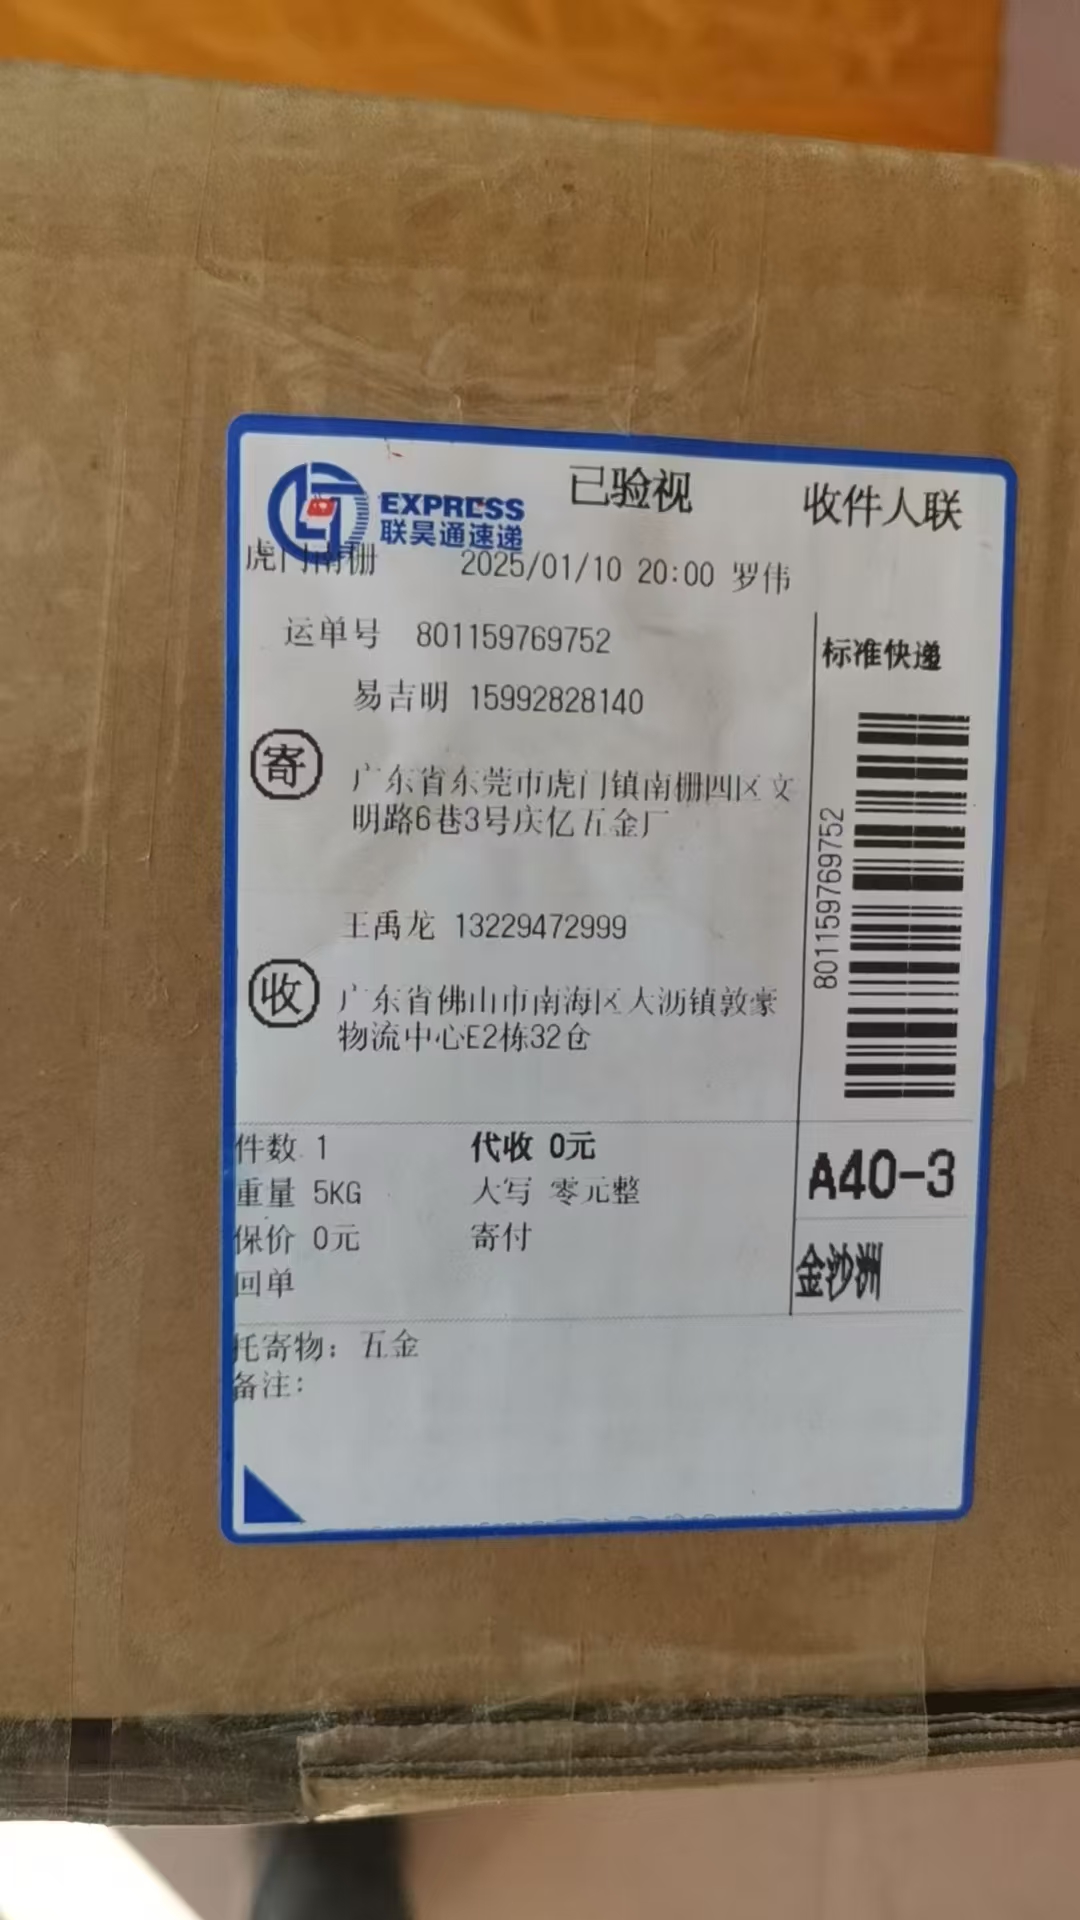 EXPRESS
联昊通速递
已验视
收件人联
虎门南栅 2025/01/10 20:00 罗伟
运单号 801159769752
标准快递
易吉明 15992828140
寄
广东省东莞市虎门镇南栅四区文
明路6巷3号庆亿五金厂
801159769752
王禹龙 13229472999
收
广东省佛山市南海区大沥镇敦豪
物流中心E2栋32仓
件数 1 代收 0元
重量 5KG 大写 零元整
保价 0元 寄付
回单
A40-3
金沙洲
托寄物: 五金
备注: